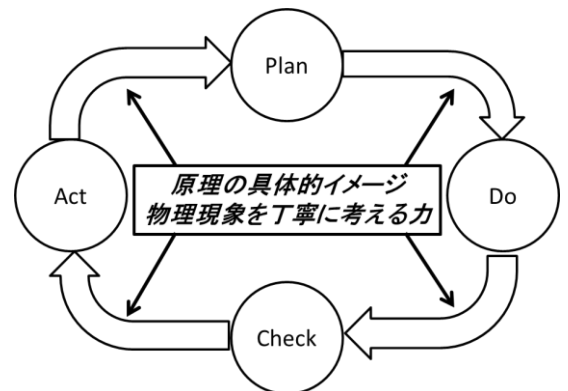 Plan
Act
原理の具体的イメージ
物理現象を丁寧に考える力
Do
Check